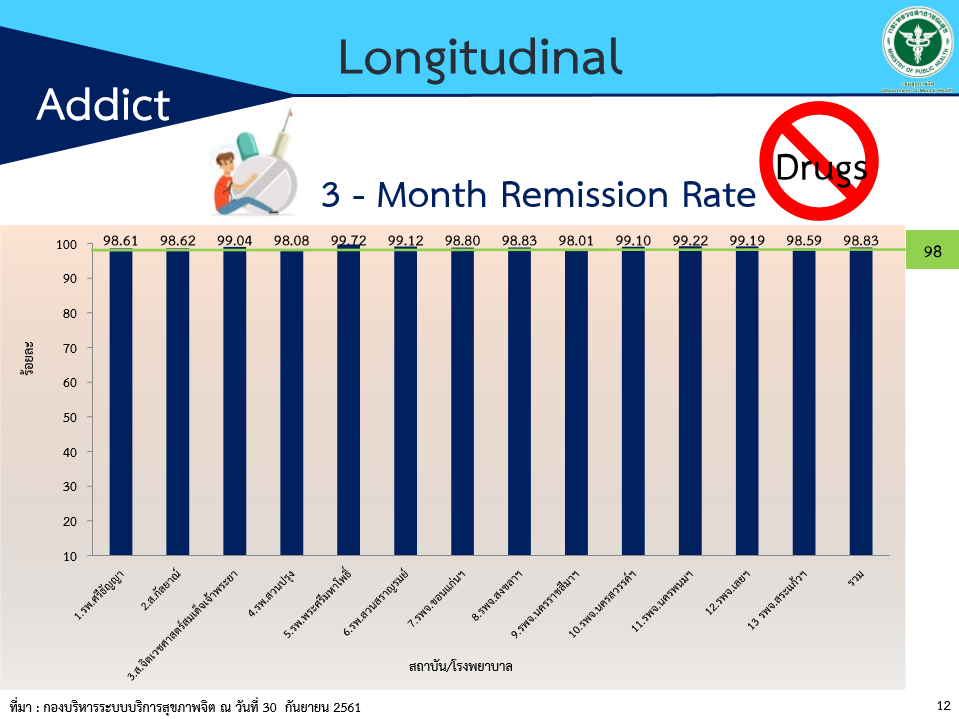 Longitudinal
Addict
กระทรวงสาธารณสุข
MINISTRY OF PUBLIC HEALTH
กรมสุขภาพจิต
Department of Mental Health
Drugs
3 - Month Remission Rate
98.61 98.62 99.04 98.08 99.72 99.12 98.80 98.83 98.01 99.10 99.22 99.19 98.59 98.83
98
100
90
80
70
60
50
40
30
20
10
ร้อยละ
1.รพ.ศรีธัญญา
2.ส.กัลยาณ์
3.ส.จิตเวชศาสตร์สมเด็จเจ้าพระยา
4.รพ.สวนปรุง
5.รพ.พระศรีมหาโพธิ์
6.รพ.สวนสราญรมย์
7.รพจ.ขอนแก่นฯ
8.รพจ.สงขลาฯ
9.รพจ.นครราชสีมาฯ
10.รพจ.นครสวรรค์ฯ
11.รพจ.นครพนมฯ
12.รพจ.เลยฯ
13 รพจ.สระแก้วฯ
รวม
สถาบัน/โรงพยาบาล
ที่มา : กองบริหารระบบบริการสุขภาพจิต ณ วันที่ 30 กันยายน 2561
12